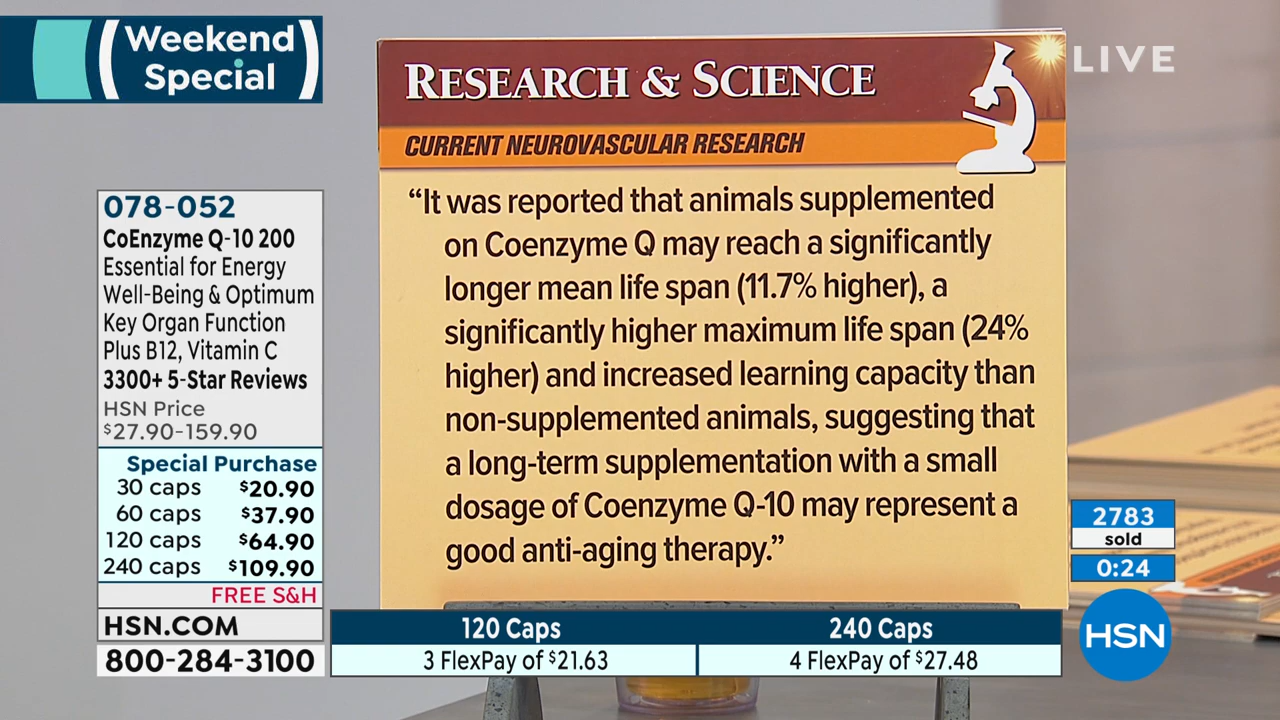 (Weekend
Special)
LIVE
RESEARCH & SCIENCE
CURRENT NEUROVASCULAR RESEARCH
“It was reported that animals supplemented
on Coenzyme Q may reach a significantly
longer mean life span (11.7% higher), a
significantly higher maximum life span (24%
higher) and increased learning capacity than
non-supplemented animals, suggesting that
a long-term supplementation with a small
dosage of Coenzyme Q-10 may represent a
good anti-aging therapy.”
078-052
CoEnzyme Q-10 200
Essential for Energy
Well-Being & Optimum
Key Organ Function
Plus B12, Vitamin C
3300+ 5-Star Reviews
HSN Price
$27.90-159.90
Special Purchase
30 caps $20.90
60 caps $37.90
120 caps $64.90
240 caps $109.90
FREE S&H
HSN.COM
800-284-3100
120 Caps 240 Caps
3 FlexPay of $21.63 4 FlexPay of $27.48
2783
sold
0:24
HSN